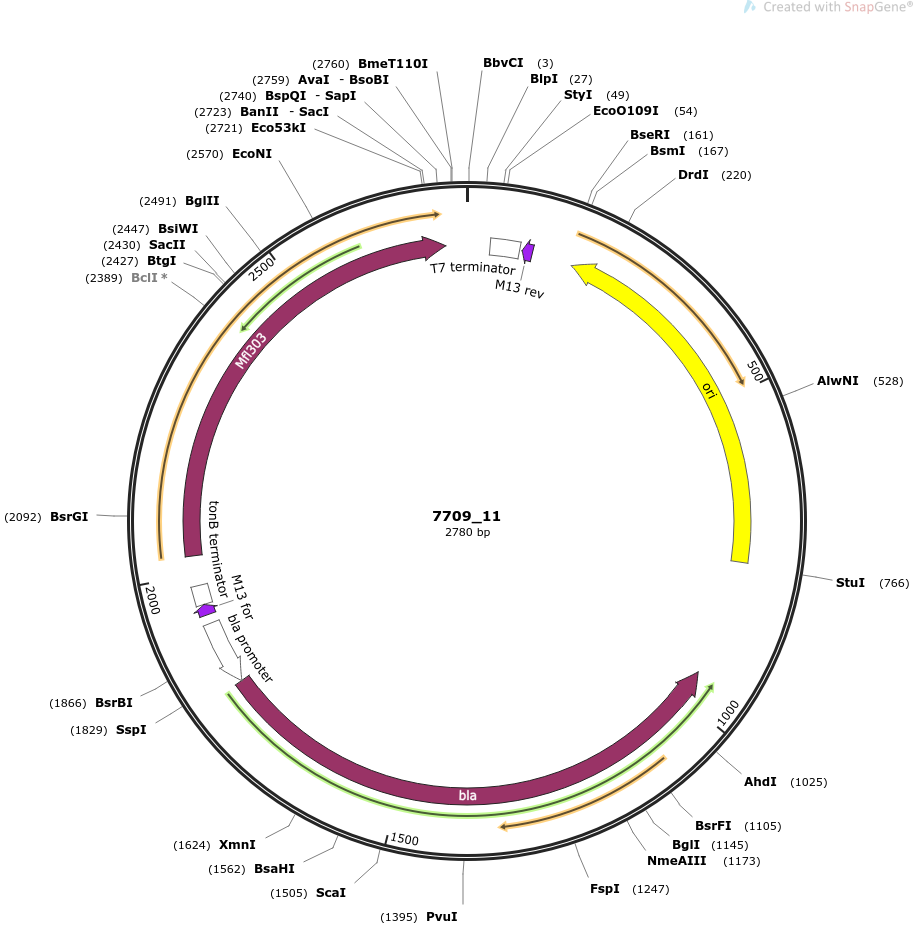 Created with SnapGene®
(2760) BmeT110I
(2759) AvaI - BsoBI
(2740) BspQI - SapI
(2723) BanII - SacI
(2721) Eco53kI
(2570) EcoNI
(2491) BglII
(2447) BsiWI
(2430) SacII
(2427) BtgI
(2389) BclI *
BbvCI (3)
BlpI (27)
StyI (49)
EcoO109I (54)
BseRI (161)
BsmI (167)
DrdI (220)
AlwNI (528)
StuI (766)
AhdI (1025)
BsrFI (1105)
BglI (1145)
NmeAIII (1173)
FspI (1247)
(1395) PvuI
(1505) ScaI
(1562) BsaHI
(1624) XmnI
(1829) SspI
(1866) BsrBI
(2092) BsrGI
2500
500
1000
1500
2000
T7 terminator
M13 rev
ori
Mfl303
tonB terminator
M13 for
bla promoter
bla
7709_11
2780 bp